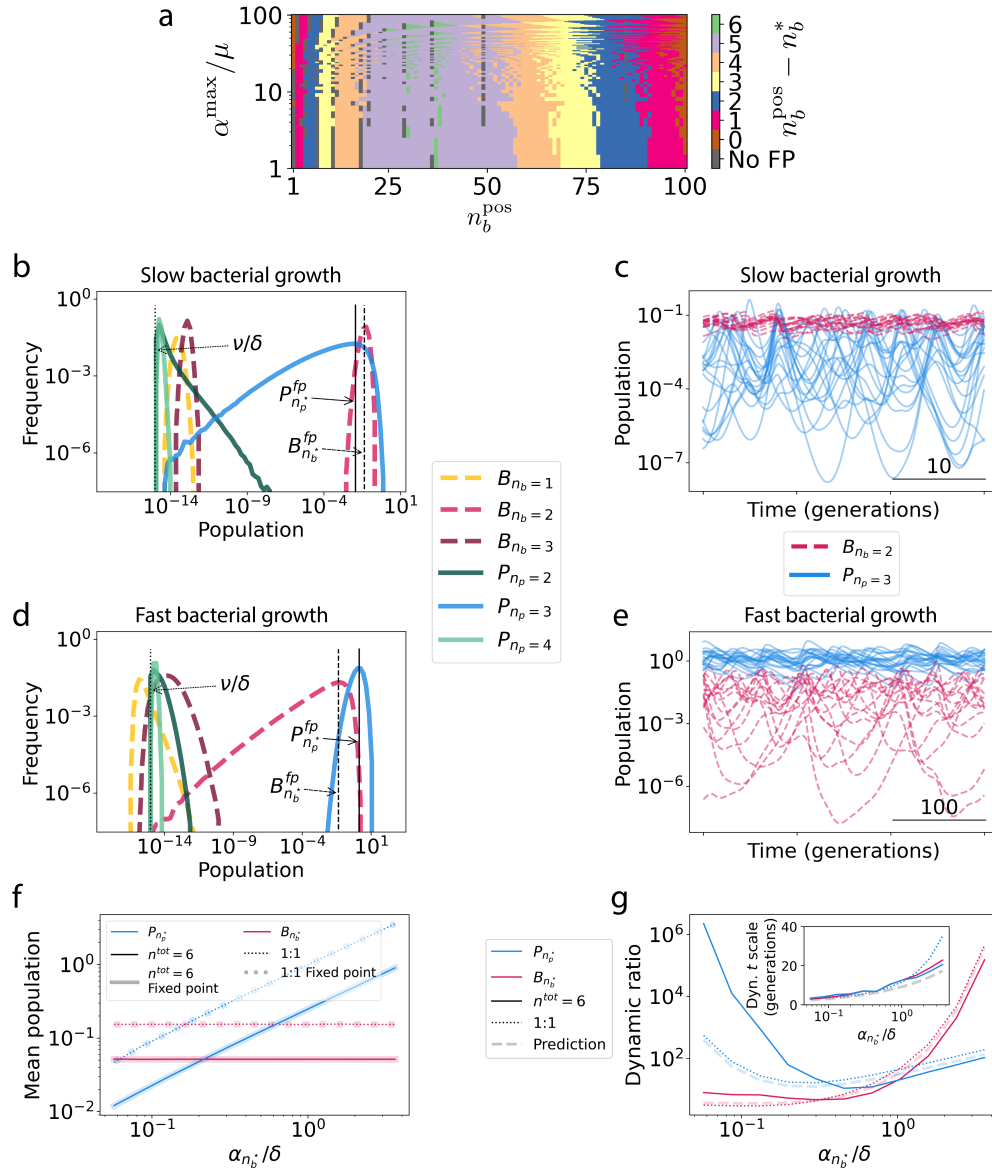 a
α^max/μ
100
10
1
1
25
50
75
100
n_b^pos
6
5
4
3
2
1
0
No FP
n_b^pos − n_b^*
b
Slow bacterial growth
Frequency
10^0
10^−3
10^−6
ν/δ
P_{n_p^*}^{fp}
B_{n_b^*}^{fp}
10^−14
10^−9
10^−4
10^1
Population
c
Slow bacterial growth
Population
10^−1
10^−4
10^−7
10
Time (generations)
B_{n_b=1}
B_{n_b=2}
B_{n_b=3}
P_{n_p=2}
P_{n_p=3}
P_{n_p=4}
B_{n_b=2}
P_{n_p=3}
d
Fast bacterial growth
Frequency
10^0
10^−3
10^−6
ν/δ
P_{n_p^*}^{fp}
B_{n_b^*}^{fp}
10^−14
10^−9
10^−4
10^1
Population
e
Fast bacterial growth
Population
10^0
10^−3
10^−6
100
Time (generations)
f
Mean population
10^0
10^−1
10^−2
P_{n_p^*}
n^tot = 6
n^tot = 6
Fixed point
B_{n_b^*}
1:1
1:1 Fixed point
10^−1
10^0
α_{n_b^*}/δ
P_{n_p^*}
B_{n_b^*}
n^tot = 6
1:1
Prediction
g
Dynamic ratio
10^6
10^4
10^2
Dyn. t scale
(generations)
40
20
0
10^−1
10^0
α_{n_b^*}/δ
10^−1
10^0
α_{n_b^*}/δ